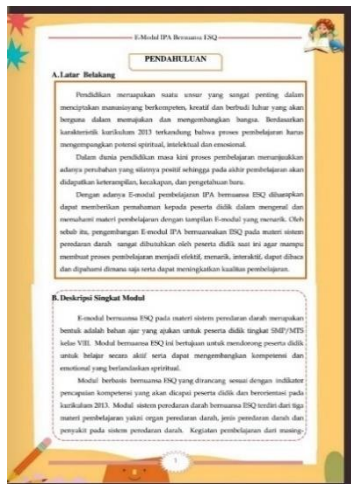 E-Modul IPA Bernuansa ESQ
PENDAHULUAN
A. Latar Belakang
Pendidikan merupakan suatu unsur yang sangat penting dalam
menciptakan manusiayang berkompeten, kreatif dan berbudi luhur yang akan
berguna dalam memajukan dan mengembangkan bangsa. Berdasarkan
karakteristik kurikulum 2013 terkandung bahwa proses pembelajaran harus
mengempangkan potensi spiritual, intelektual dan emosional.
Dalam dunia pendidikan masa kini proses pembelajaran menunjukkan
adanya perubahan yang sifatnya positif sehingga pada akhir pembelajaran akan
didapatkan keterampilan, kecakapan, dan pengetahuan baru.
Dengan adanya E-modul pembelajaran IPA bernuansa ESQ diharapkan
dapat memberikan pemahaman kepada peserta didik dalam mengenal dan
memahami materi pembelajaran dengan tampilan E-modul yang menarik. Oleh
sebab itu, pengembangan E-modul IPA bernuansakan ESQ pada materi sistem
peredaran darah sangat dibutuhkan oleh peserta didik saat ini agar mampu
membuat proses pembelajaran menjadi efektif, menarik, interaktif, dapat dibaca
dan dipahami dimana saja serta dapat meningkatkan kualitas pembelajaran.
B. Deskripsi Singkat Modul
E-modul bernuansa ESQ pada materi sistem peredaran darah merupakan
bentuk adalah bahan ajar yang ajukan untuk peserta didik tingkat SMP/MTS
kelas VIII. Modul bernuansa ESQ ini bertujuan untuk mendorong peserta didik
untuk belajar secara aktif serta dapat mengembangkan kompetensi dan
emotional yang berlandaskan spriritual.
Modul berbasis bernuansa ESQ yang dirancang sesuai dengan indikator
pencapaian kompetensi yang akan dicapai peserta didik dan berorientasi pada
kurikulum 2013. Modul sistem peredaran darah bernuansa ESQ terdiri dari tiga
materi pembelajaran yakni organ peredaran darah, jenis peredaran darah dan
penyakit pada sistem peredaran darah. Kegiatan pembelajaran dari masing-
1